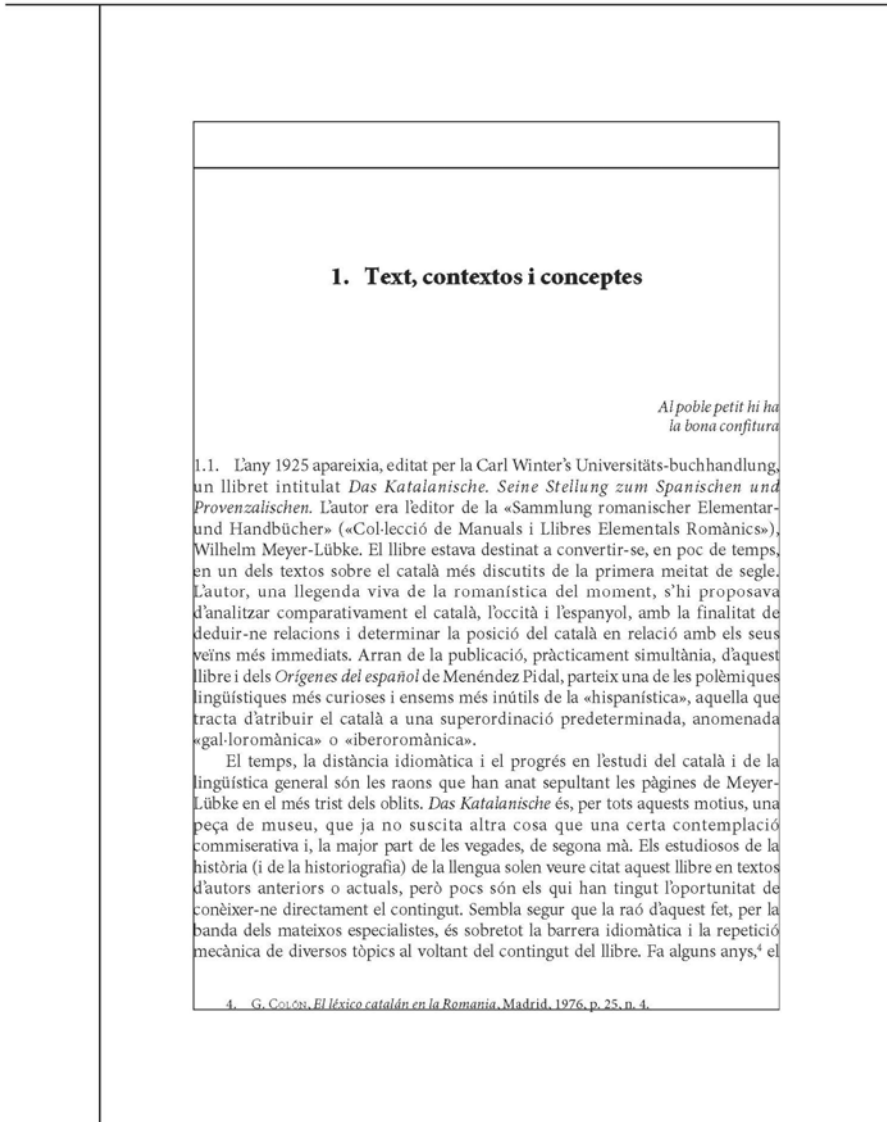 1. Text, contextos i conceptes
Al poble petit hi ha
la bona confitura
1.1. L'any 1925 apareixia, editat per la Carl Winter's Universitäts-buchhandlung,
un llibret intitulat Das Katalanische. Seine Stellung zum Spanischen und
Provenzalischen. L'autor era l'editor de la «Sammlung romanischer Elementar-
und Handbücher» («Col·lecció de Manuals i Llibres Elementals Romànics»),
Wilhelm Meyer-Lübke. El llibre estava destinat a convertir-se, en poc de temps,
en un dels textos sobre el català més discutits de la primera meitat de segle.
L'autor, una llegenda viva de la romanística del moment, s'hi proposava
d'analitzar comparativament el català, l'occità i l'espanyol, amb la finalitat de
deduir-ne relacions i determinar la posició del català en relació amb els seus
veïns més immediats. Arran de la publicació, pràcticament simultània, d'aquest
llibre i dels Orígenes del español de Menéndez Pidal, parteix una de les polèmiques
lingüístiques més curioses i ensems més inútils de la «hispanística», aquella que
tracta d'atribuir el català a una superordinació predeterminada, anomenada
«gal·loromànica» o «iberoromànica».
El temps, la distància idiomàtica i el progrés en l'estudi del català i de la
lingüística general són les raons que han anat sepultant les pàgines de Meyer-
Lübke en el més trist dels oblits. Das Katalanische és, per tots aquests motius, una
peça de museu, que ja no suscita altra cosa que una certa contemplació
commiserativa i, la major part de les vegades, de segona mà. Els estudiosos de la
història (i de la historiografia) de la llengua solen veure citat aquest llibre en textos
d'autors anteriors o actuals, però pocs són els qui han tingut l'oportunitat de
conèixer-ne directament el contingut. Sembla segur que la raó d'aquest fet, per la
banda dels mateixos especialistes, és sobretot la barrera idiomàtica i la repetició
mecànica de diversos tòpics al voltant del contingut del llibre. Fa alguns anys,⁴ el
4. G. Colón, El léxico catalán en la Romania, Madrid, 1976, p. 25, n. 4.